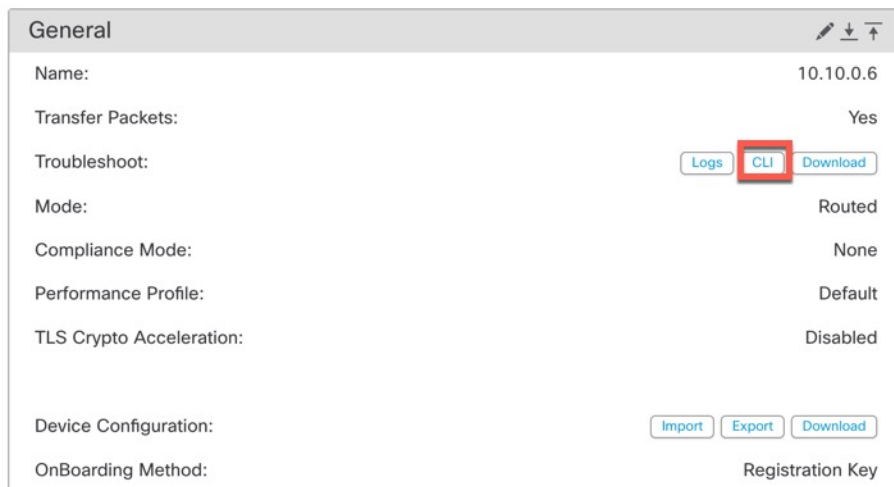 General
Name: 10.10.0.6
Transfer Packets: Yes
Troubleshoot: Logs CLI Download
Mode: Routed
Compliance Mode: None
Performance Profile: Default
TLS Crypto Acceleration: Disabled
Device Configuration: Import Export Download
OnBoarding Method: Registration Key